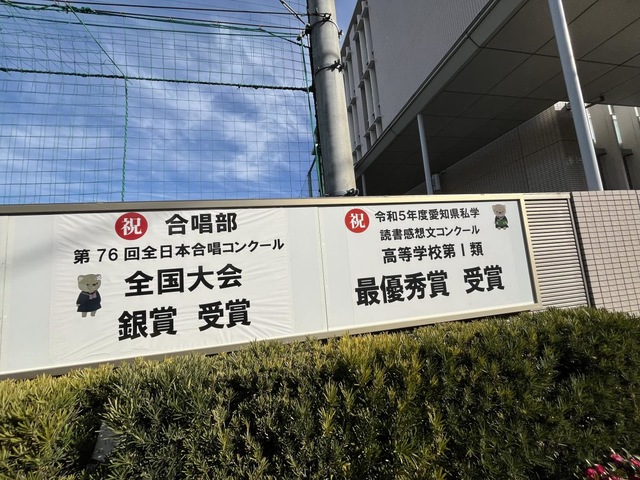 祝 合唱部
第76回全日本合唱コンクール
全国大会
銀賞 受賞
祝 令和5年度愛知県私学
読書感想文コンクール
高等学校第Ⅰ類
最優秀賞 受賞